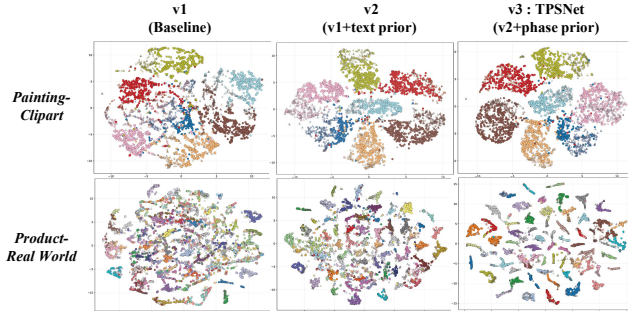 v1
(Baseline)
v2
(v1+text prior)
v3 : TPSNet
(v2+phase prior)
Painting-
Clipart
Product-
Real World